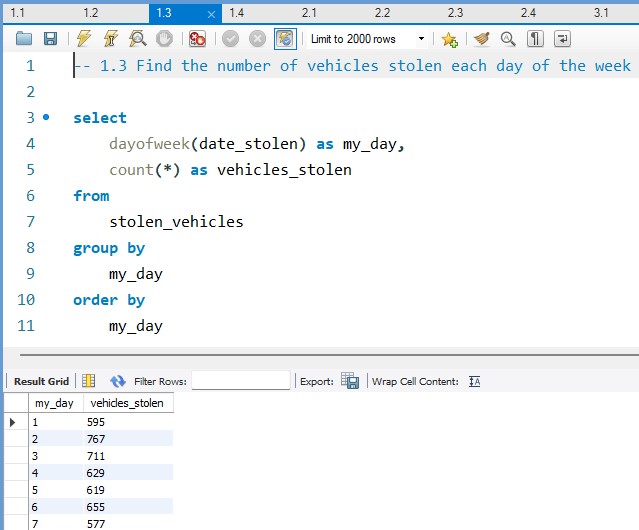 1.1 1.2 1.3 × 1.4 2.1 2.2 2.3 2.4 3.1
Limit to 2000 rows
1 -- 1.3 Find the number of vehicles stolen each day of the week
2
3 select
4 dayofweek(date_stolen) as my_day,
5 count(*) as vehicles_stolen
6 from
7 stolen_vehicles
8 group by
9 my_day
10 order by
11 my_day
Result Grid Filter Rows: Export: Wrap Cell Content: IA
my_day vehicles_stolen
1 595
2 767
3 711
4 629
5 619
6 655
7 577